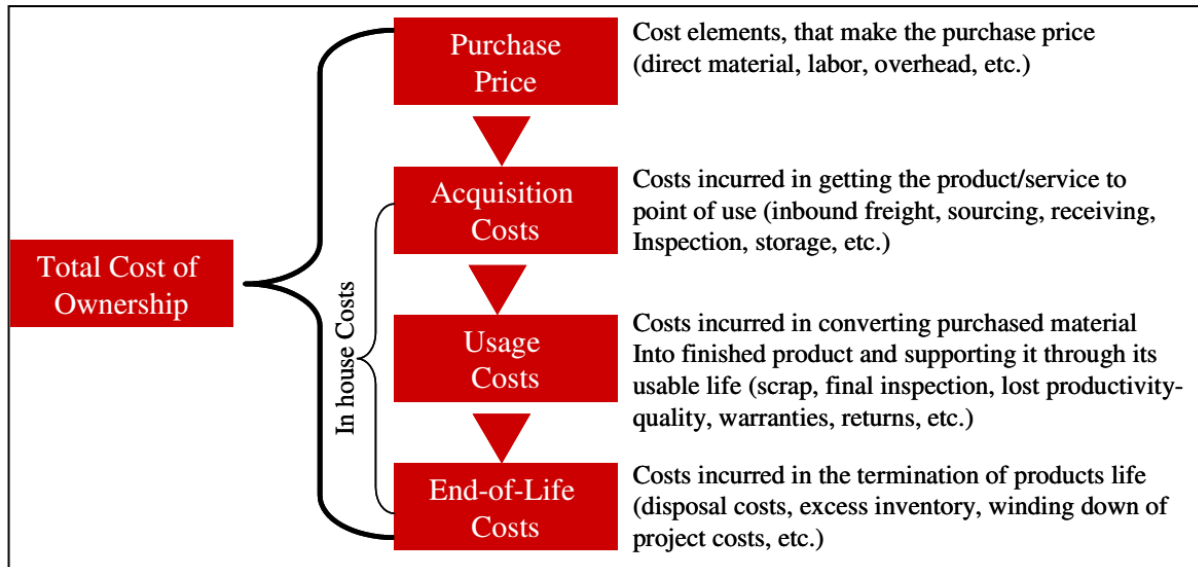 Total Cost of
Ownership
In house Costs
Purchase
Price
Cost elements, that make the purchase price
(direct material, labor, overhead, etc.)
Acquisition
Costs
Costs incurred in getting the product/service to
point of use (inbound freight, sourcing, receiving,
Inspection, storage, etc.)
Usage
Costs
Costs incurred in converting purchased material
Into finished product and supporting it through its
usable life (scrap, final inspection, lost productivity-
quality, warranties, returns, etc.)
End-of-Life
Costs
Costs incurred in the termination of products life
(disposal costs, excess inventory, winding down of
project costs, etc.)